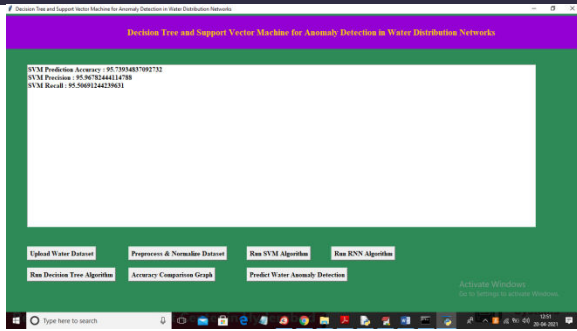 Decision Tree and Support Vector Machine for Anomaly Detection in Water Distribution Networks
Decision Tree and Support Vector Machine for Anomaly Detection in Water Distribution Networks
SVM Prediction Accuracy : 95.73934837092732
SVM Precision : 95.96782444114788
SVM Recall : 95.50691244239631
Upload Water Dataset
Preprocess & Normalize Dataset
Run SVM Algorithm
Run RNN Algorithm
Run Decision Tree Algorithm
Accuracy Comparison Graph
Predict Water Anomaly Detection
Activate Windows
Go to Settings to activate Windows.
Type here to search
12:51
20-04-2021